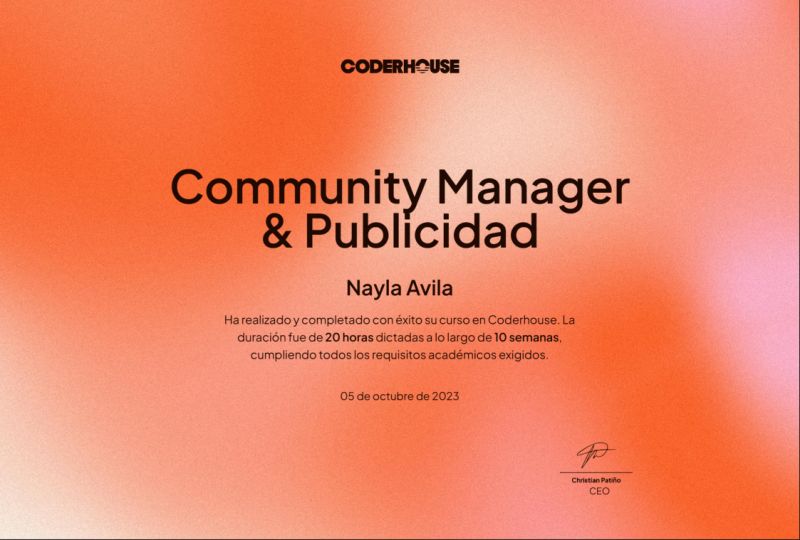 CODERHOUSE
Community Manager
& Publicidad
Nayla Avila
Ha realizado y completado con éxito su curso en Coderhouse. La
duración fue de 20 horas dictadas a lo largo de 10 semanas,
cumpliendo todos los requisitos académicos exigidos.
05 de octubre de 2023
Christian Patiño
CEO